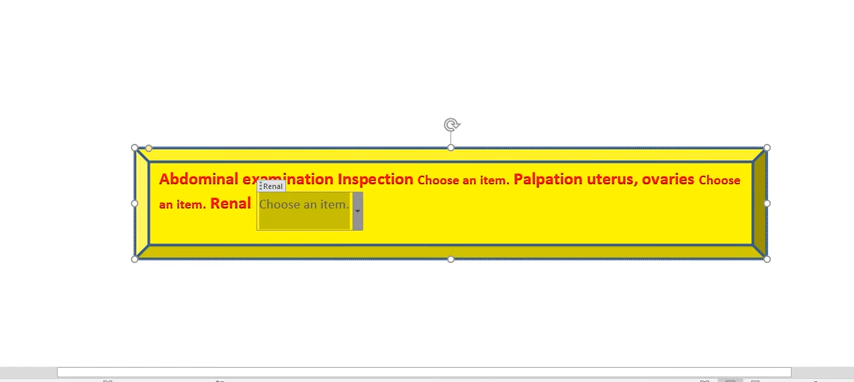 Abdominal examination Inspection Choose an item. Palpation uterus, ovaries Choose
Renal
an item. Renal Choose an item.